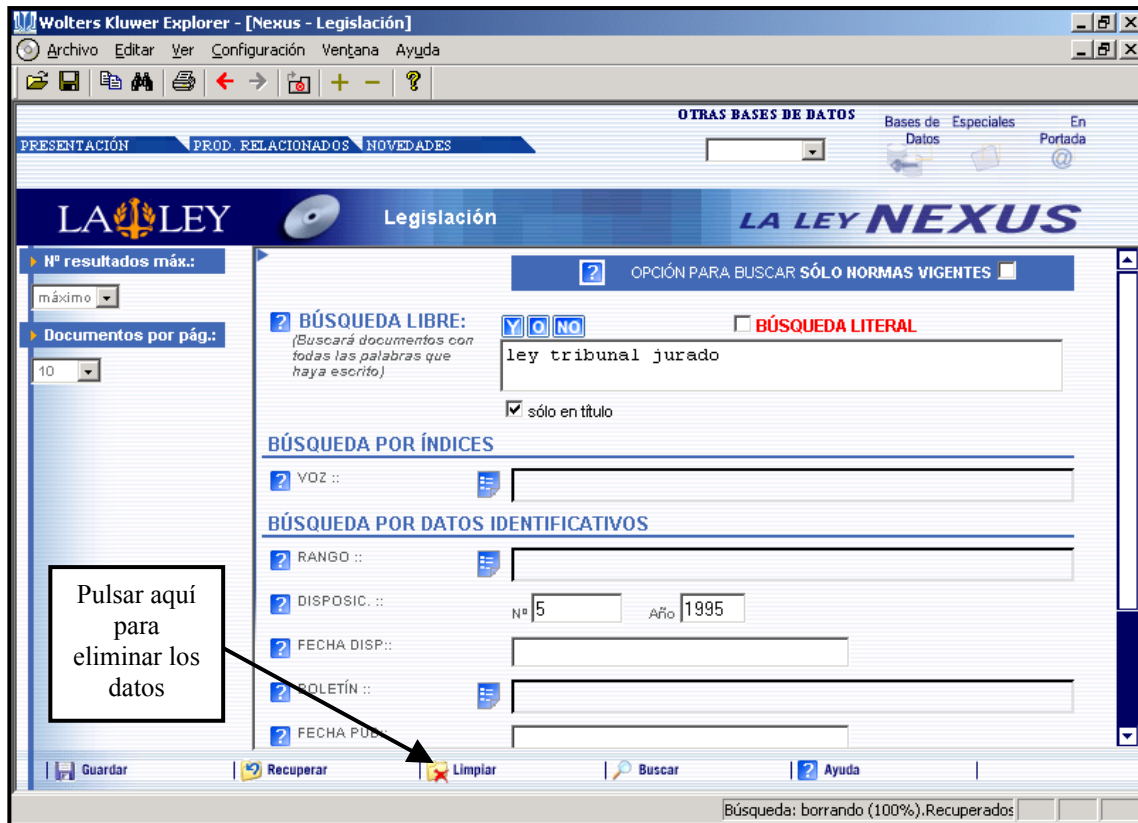 Wolters Kluwer Explorer - [Nexus - Legislación]
Archivo Editar Ver Configuración Ventana Ayuda
OTRAS BASES DE DATOS
Bases de Datos Especiales En Portada
PRESENTACIÓN PROD. RELACIONADOS NOVEDADES
LA LEY Legislación LA LEY NEXUS
Nº resultados máx.:
máximo
Documentos por pág.:
10
OPCIÓN PARA BUSCAR SÓLO NORMAS VIGENTES
BÚSQUEDA LIBRE: Y O NO BÚSQUEDA LITERAL
(Buscará documentos con
todas las palabras que
haya escrito)
ley tribunal jurado
sólo en título
BÚSQUEDA POR ÍNDICES
VOZ ::
BÚSQUEDA POR DATOS IDENTIFICATIVOS
RANGO ::
DISPOSIC. :: Nº 5 Año 1995
FECHA DISP::
BOLETÍN ::
FECHA PUB::
Pulsar aquí
para
eliminar los
datos
Guardar Recuperar Limpiar Buscar Ayuda
Búsqueda: borrando (100%).Recuperados